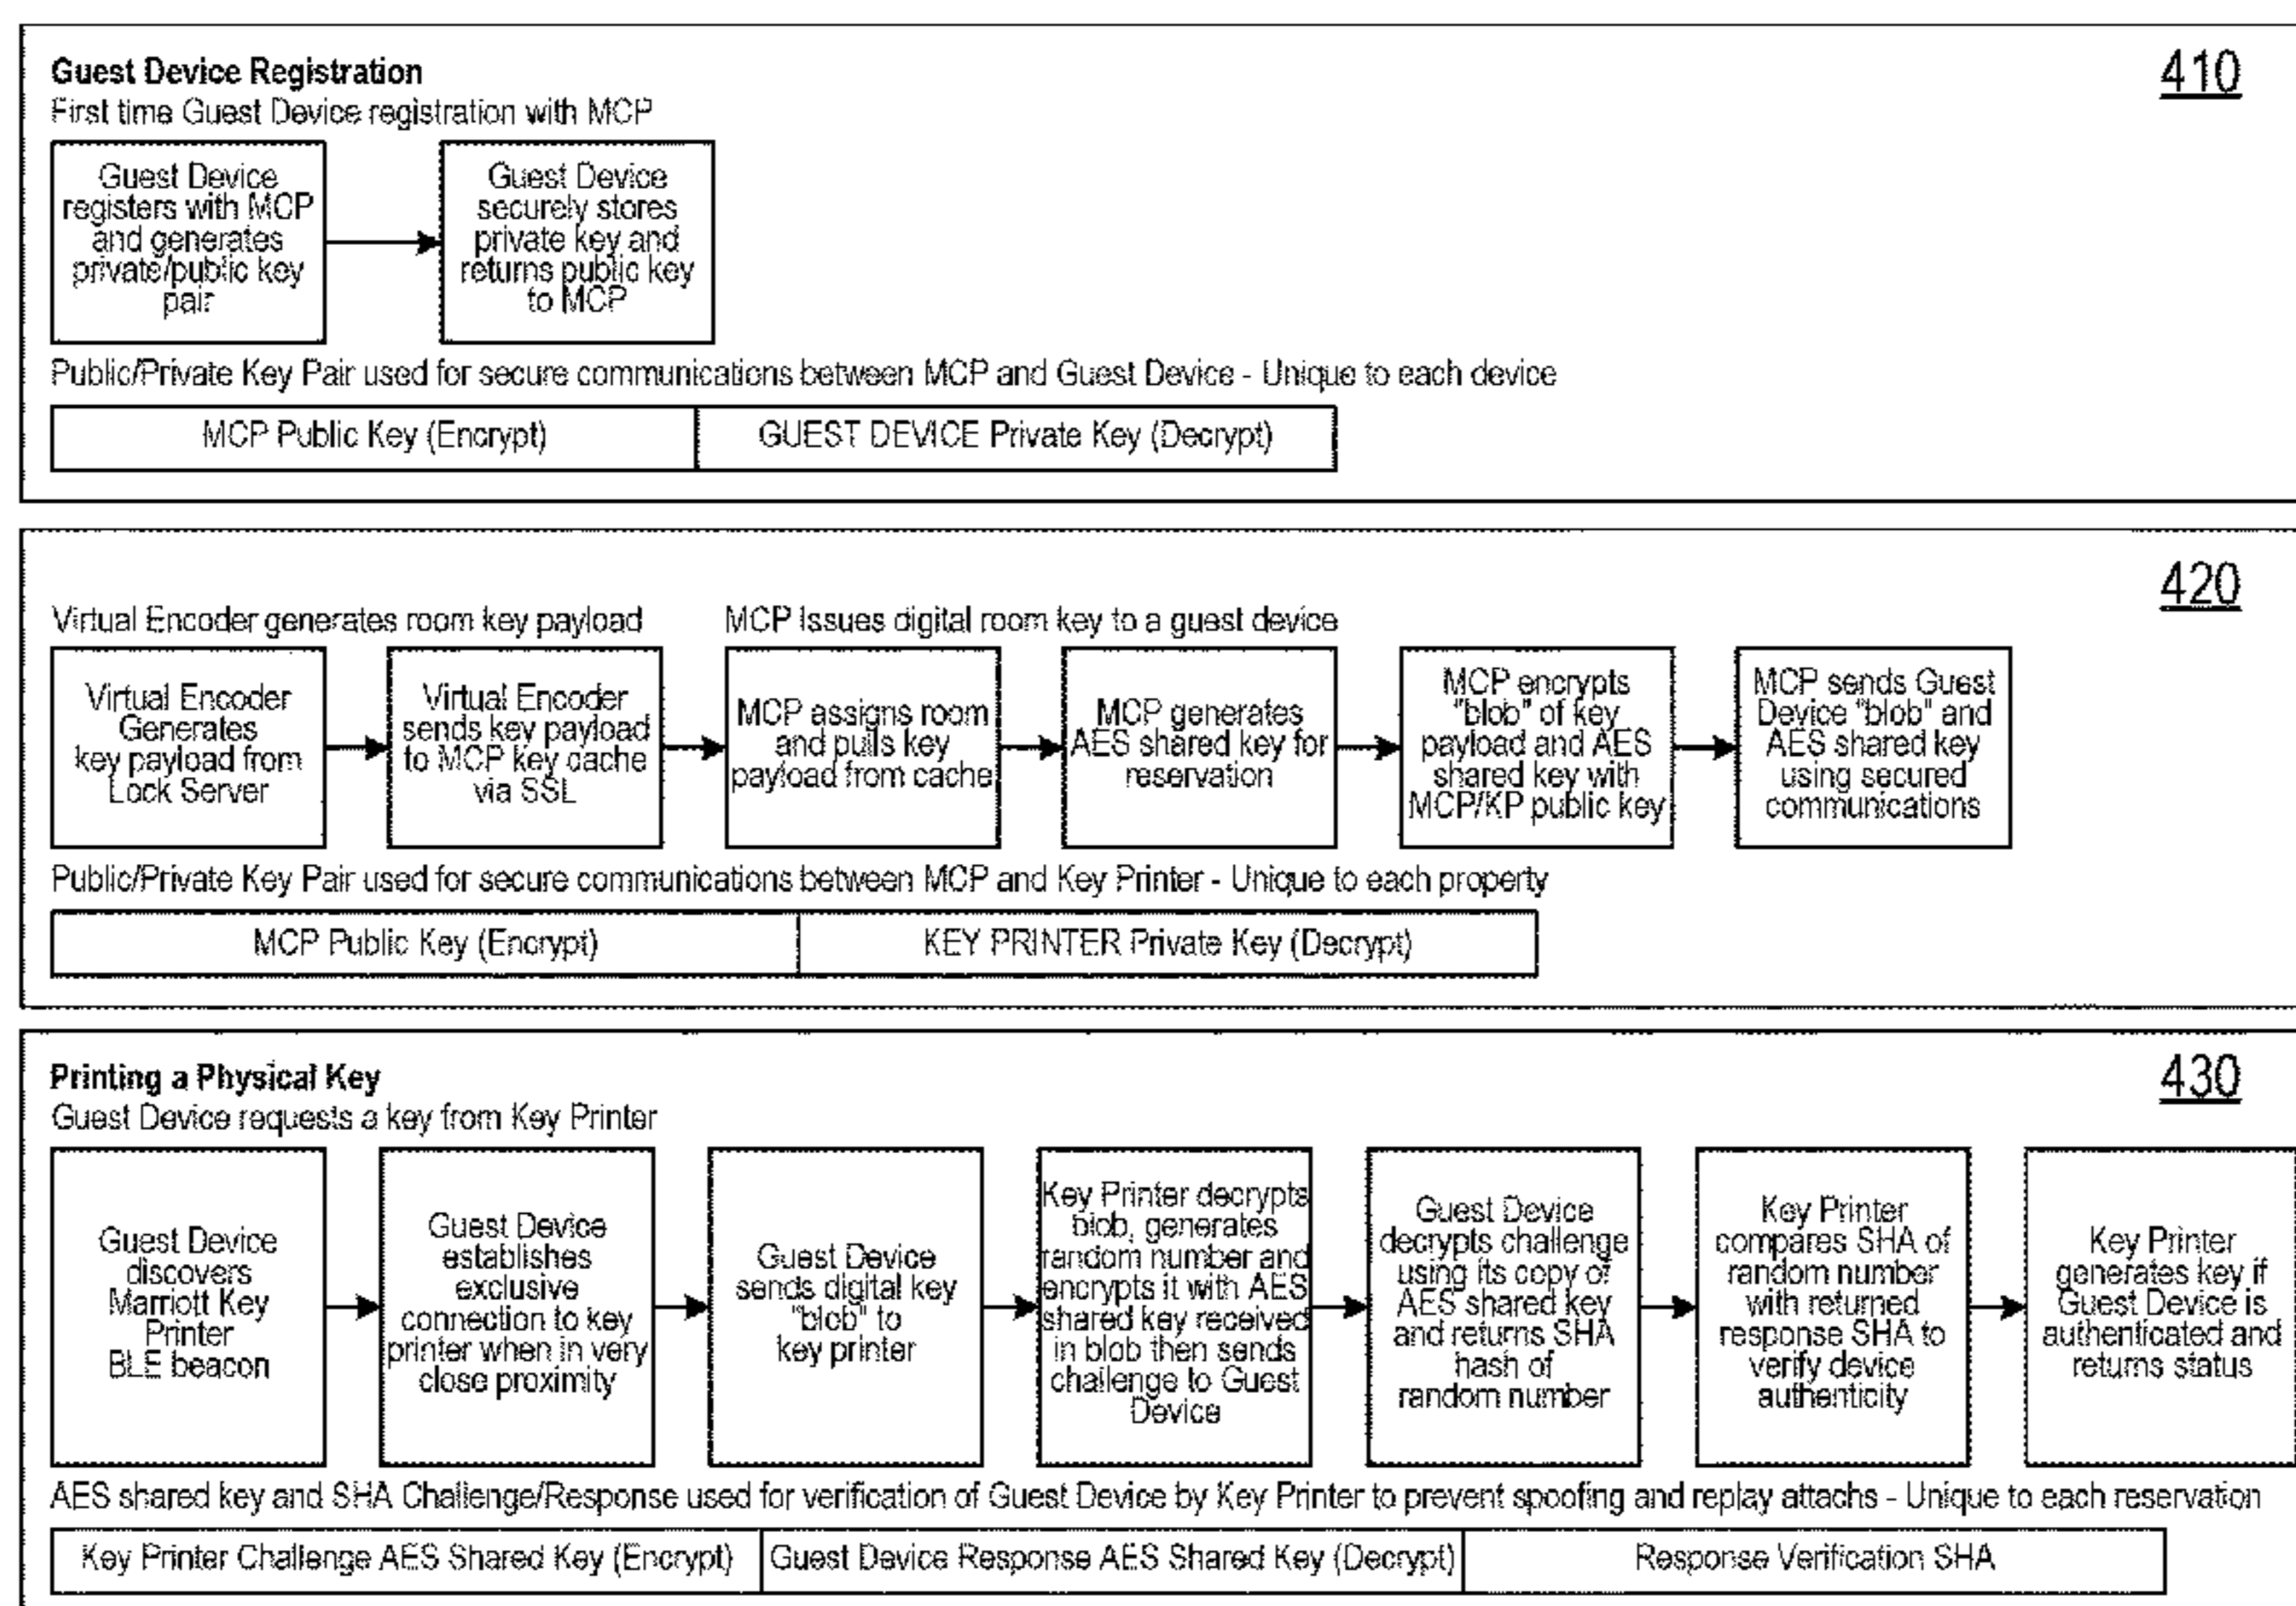 Guest Device Registration
410
First time Guest Device registration with MCP
Guest Device
registers with MCP
and generates
private/public key
pair
Guest Device
securely stores
private key and
returns public key
to MCP
Public/Private Key Pair used for secure communications between MCP and Guest Device - Unique to each device
MCP Public Key (Encrypt)
GUEST DEVICE Private Key (Decrypt)
420
Virtual Encoder generates room key payload
MCP Issues digital room key to a guest device
Virtual Encoder
Generates
key payload from
Lock Server
Virtual Encoder
sends key payload
to MCP key cache
via SSL
MCP assigns room
and pulls key
payload from cache
MCP generates
AES shared key for
reservation
MCP encrypts
"blob" of key
payload and AES
shared key with
MCP/KP public key
MCP sends Guest
Device "blob" and
AES shared key
using secured
communications
Public/Private Key Pair used for secure communications between MCP and Key Printer - Unique to each property
MCP Public Key (Encrypt)
KEY PRINTER Private Key (Decrypt)
Printing a Physical Key
430
Guest Device requests a key from Key Printer
Guest Device
discovers
Marriott Key
Printer
BLE beacon
Guest Device
establishes
exclusive
connection to key
printer when in very
close proximity
Guest Device
sends digital key
"blob" to
key printer
Key Printer decrypts
blob, generates
random number and
encrypts it with AES
shared key received
in blob then sends
challenge to Guest
Device
Guest Device
decrypts challenge
using its copy of
AES shared key
and returns SHA
hash of
random number
Key Printer
compares SHA of
random number
with returned
response SHA to
verify device
authenticity
Key Printer
generates key if
Guest Device is
authenticated and
returns status
AES shared key and SHA Challenge/Response used for verification of Guest Device by Key Printer to prevent spoofing and replay attachs - Unique to each reservation
Key Printer Challenge AES Shared Key (Encrypt)
Guest Device Response AES Shared Key (Decrypt)
Response Verification SHA